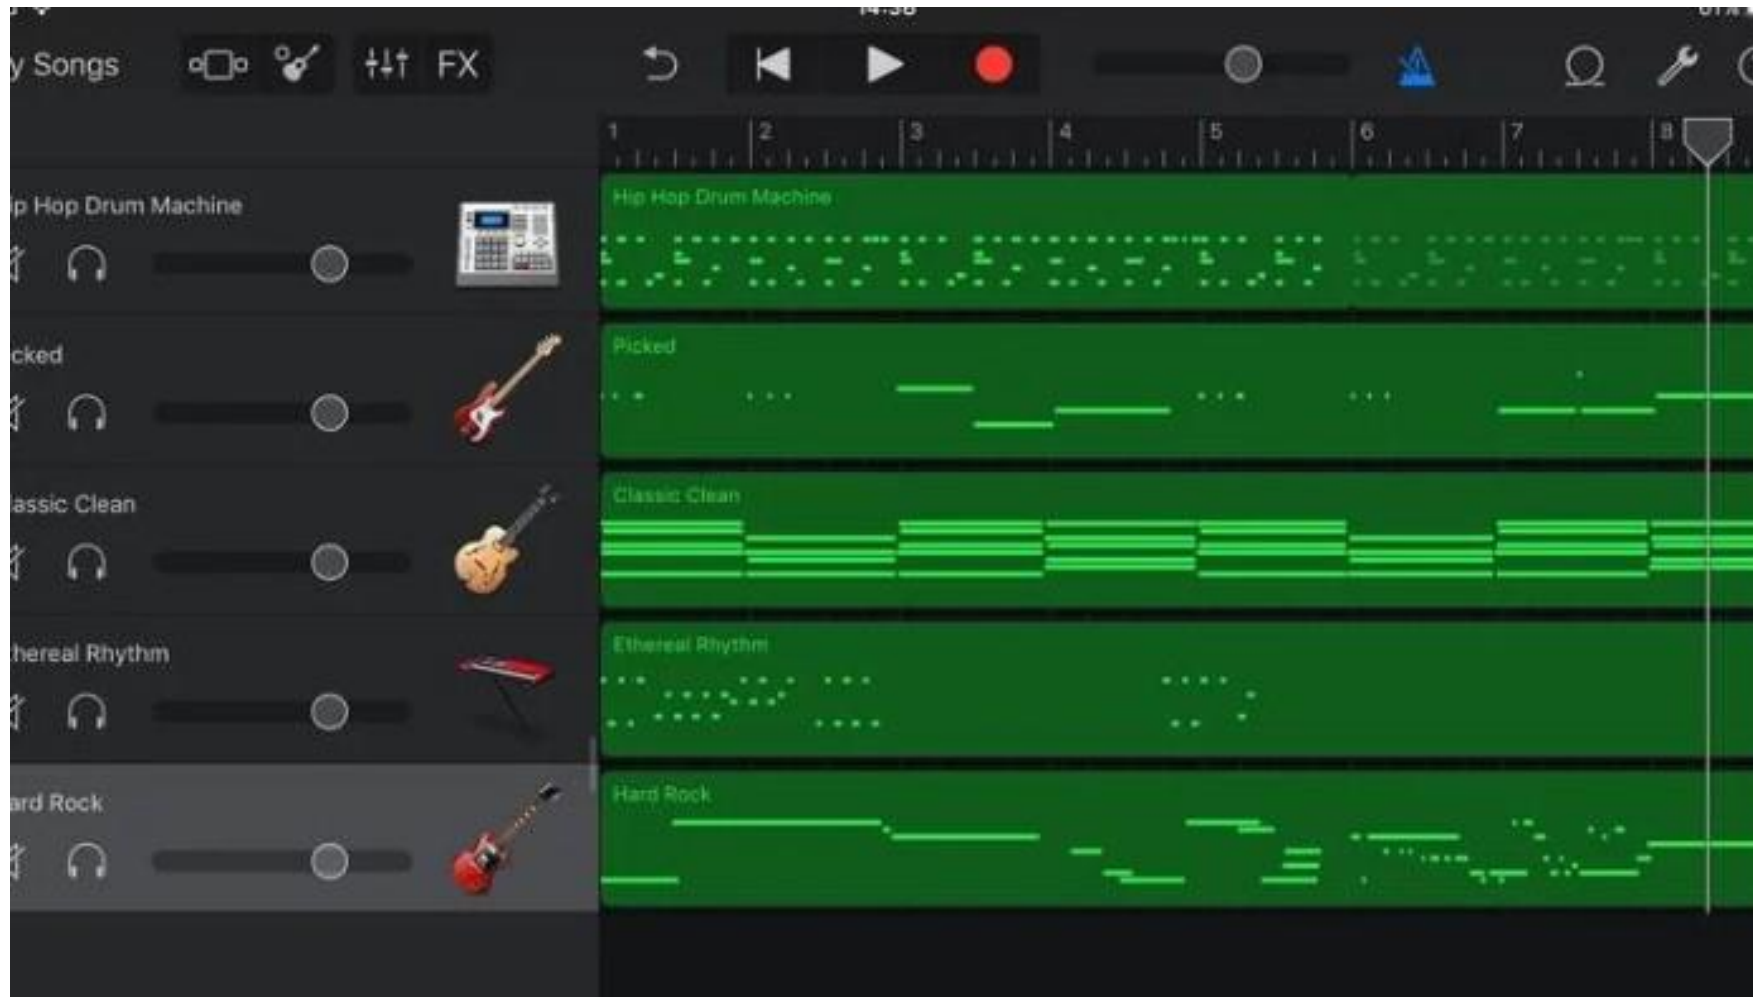 y Songs
FX
1 2 3 4 5 6 7 8
ip Hop Drum Machine
Hip Hop Drum Machine
cked
Picked
assic Clean
Classic Clean
hereal Rhythm
Ethereal Rhythm
ard Rock
Hard Rock